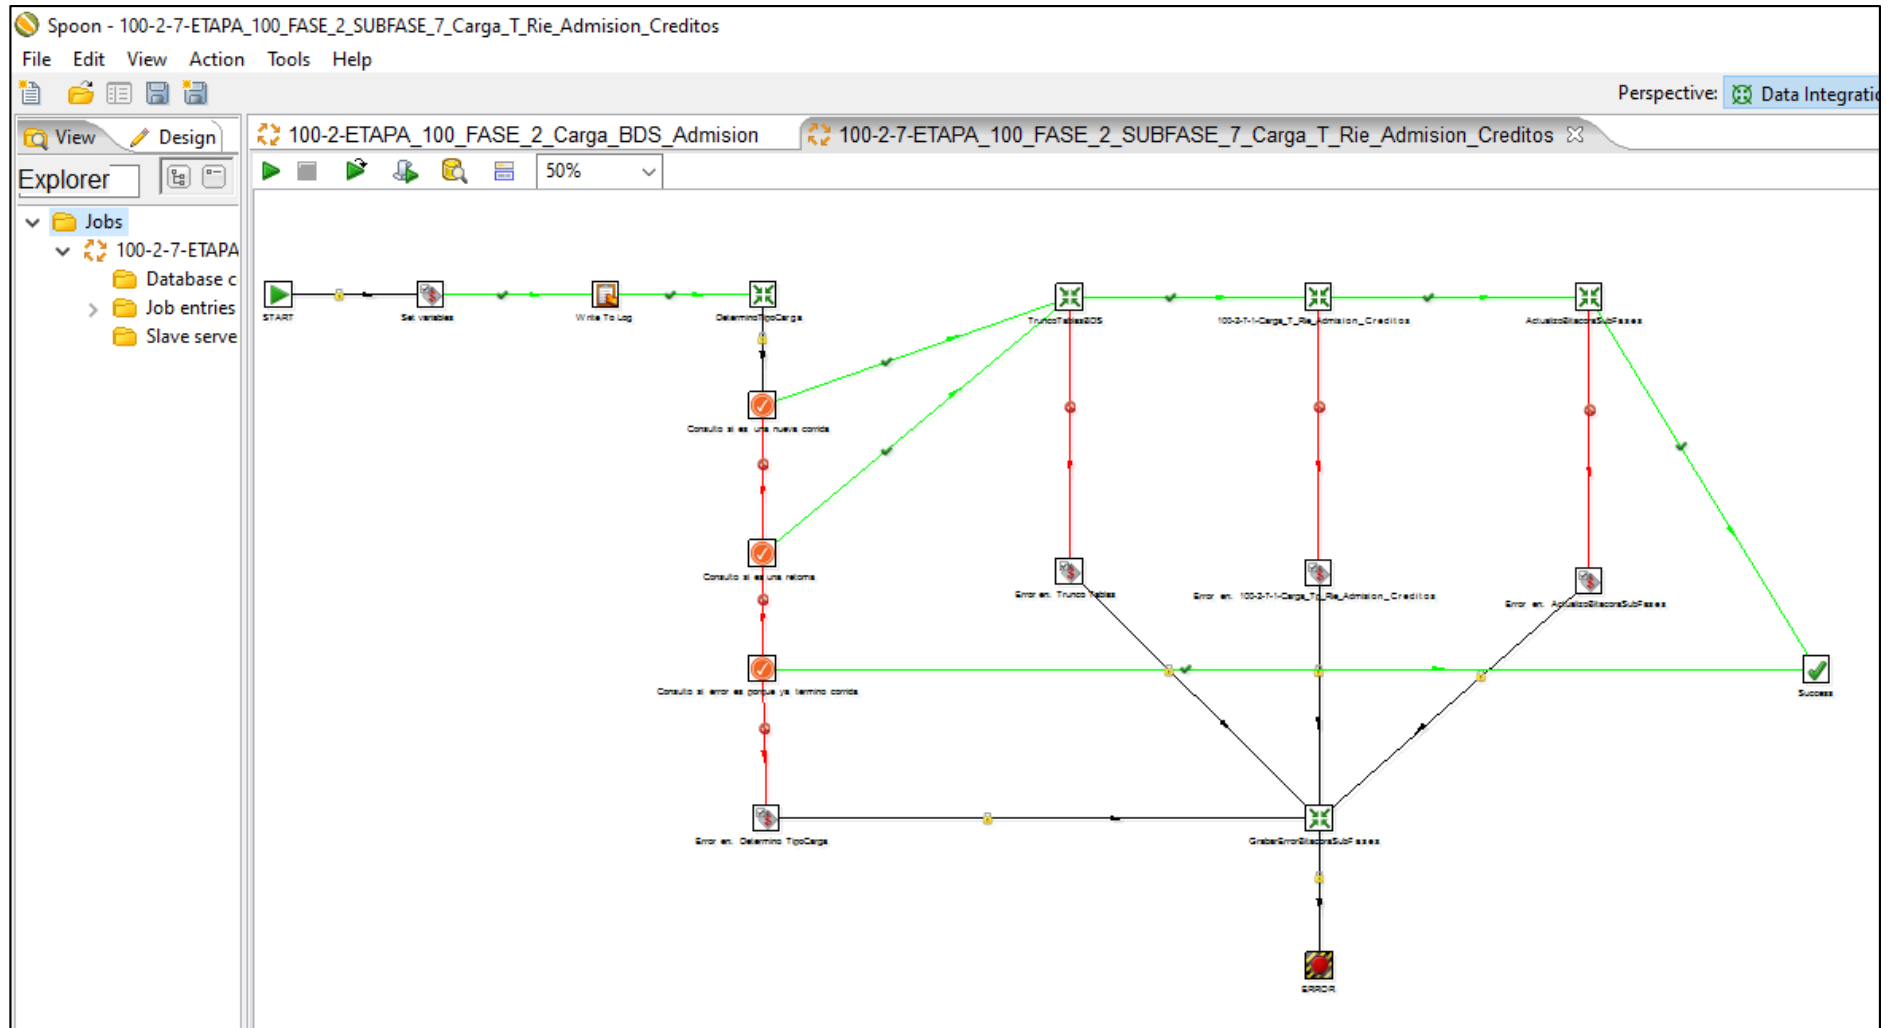 Spoon - 100-2-7-ETAPA_100_FASE_2_SUBFASE_7_Carga_T_Rie_Admision_Creditos
File Edit View Action Tools Help
Perspective: Data Integratio
View Design
100-2-ETAPA_100_FASE_2_Carga_BDS_Admision
100-2-7-ETAPA_100_FASE_2_SUBFASE_7_Carga_T_Rie_Admision_Creditos
Explorer
50%
Jobs
100-2-7-ETAPA
Database c
Job entries
Slave serve
START
Set variables
Write To Log
DeterminoTipoCarga
TruncoTablasBDS
100-2-7-1-Carga_T_Rie_Admision_Creditos
ActualizoBitacoraSubFases
Consulto si es una nueva corrida
Consulto si es una retoma
Error en: Trunco Tablas
Error en: 100-2-7-1-Carga_Tp_Rie_Admision_Creditos
Error en: ActualizoBitacoraSubFases
Consulto si error es porque ya termino corrida
Success
Error en: Determino TipoCarga
GrabarErrorBitacoraSubFases
ERROR